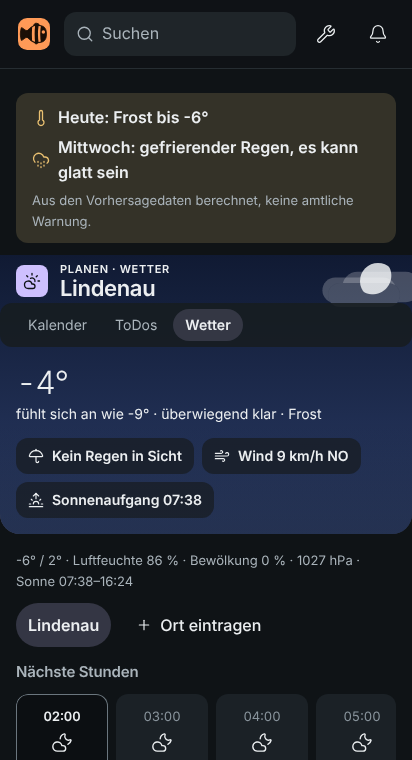 Suchen
Heute: Frost bis -6°
Mittwoch: gefrierender Regen, es kann
glatt sein
Aus den Vorhersagedaten berechnet, keine amtliche
Warnung.
PLANEN · WETTER
Lindenau
Kalender
ToDos
Wetter
-4°
fühlt sich an wie -9° · überwiegend klar · Frost
Kein Regen in Sicht
Wind 9 km/h NO
Sonnenaufgang 07:38
-6° / 2° · Luftfeuchte 86 % · Bewölkung 0 % · 1027 hPa ·
Sonne 07:38–16:24
Lindenau
+ Ort eintragen
Nächste Stunden
02:00
03:00
04:00
05:00